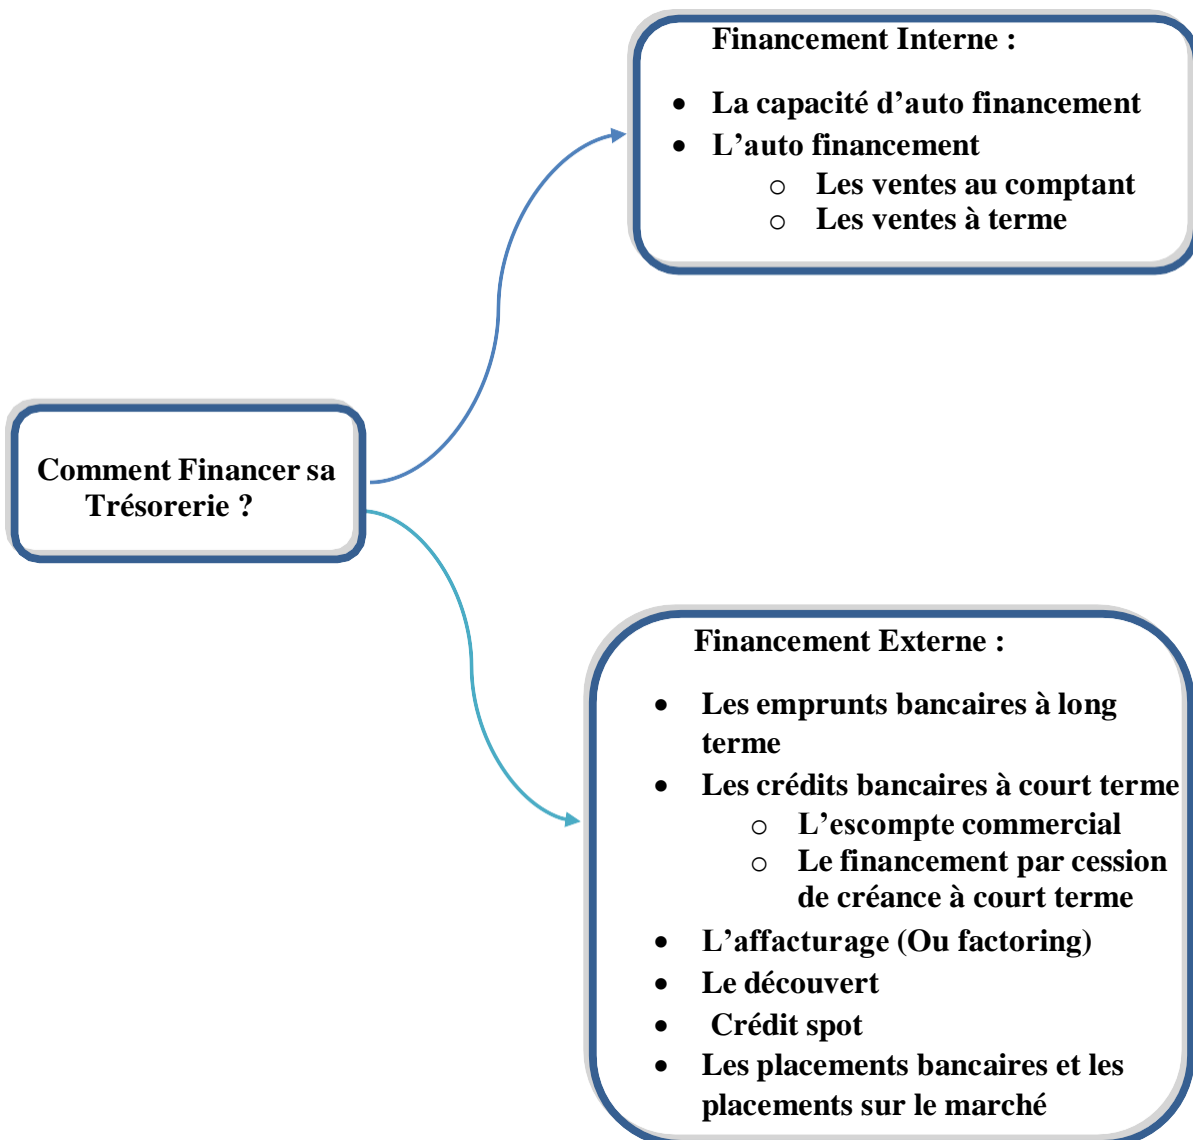 Financement Interne :
• La capacité d’auto financement
• L’auto financement
o Les ventes au comptant
o Les ventes à terme
Comment Financer sa
Trésorerie ?
Financement Externe :
• Les emprunts bancaires à long
terme
• Les crédits bancaires à court terme
o L’escompte commercial
o Le financement par cession
de créance à court terme
• L’affacturage (Ou factoring)
• Le découvert
• Crédit spot
• Les placements bancaires et les
placements sur le marché